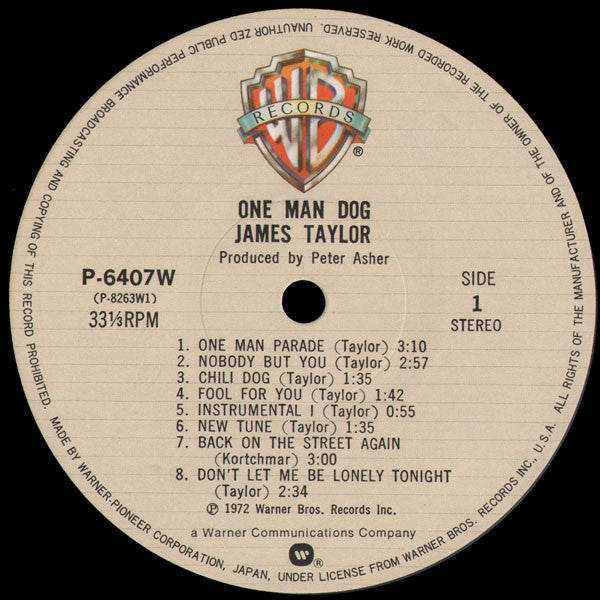 WB
RECORDS
®
ONE MAN DOG
JAMES TAYLOR
Produced by Peter Asher
P-6407W
(P-8263W1)
33⅓RPM
SIDE
1
STEREO
1. ONE MAN PARADE (Taylor) 3:10
2. NOBODY BUT YOU (Taylor) 2:57
3. CHILI DOG (Taylor) 1:35
4. FOOL FOR YOU (Taylor) 1:42
5. INSTRUMENTAL I (Taylor) 0:55
6. NEW TUNE (Taylor) 1:35
7. BACK ON THE STREET AGAIN
(Kortchmar) 3:00
8. DON'T LET ME BE LONELY TONIGHT
(Taylor) 2:34
℗ 1972 Warner Bros. Records Inc.
a Warner Communications Company
®
MADE BY WARNER-PIONEER CORPORATION, JAPAN, UNDER LICENSE FROM WARNER BROS. RECORDS INC., U.S.A. ALL RIGHTS OF THE MANUFACTURER AND OF THE OWNER OF THE RECORDED WORK RESERVED. UNAUTHOR ZED PUBLIC PERFORMANCE BROADCASTING AND COPYING OF THIS RECORD PROHIBITED.